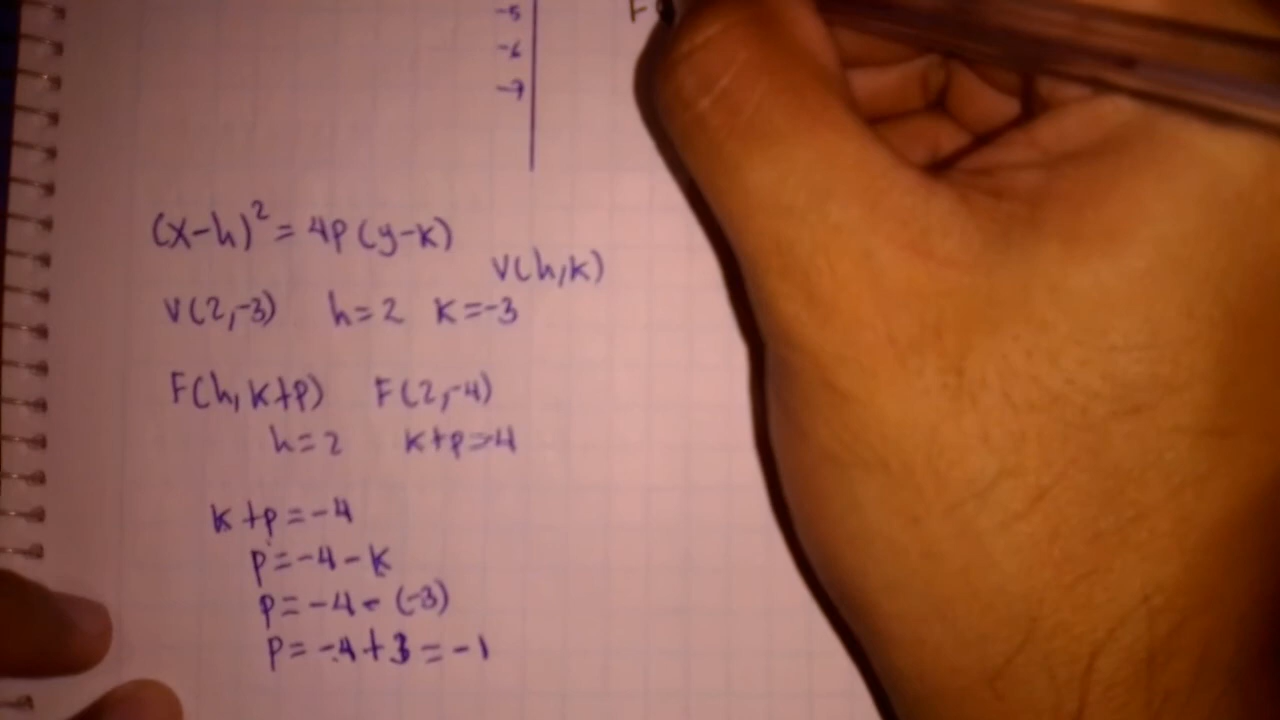 -5
-6
-7
(x-h)²=4p(y-k)
V(h,k)
V(2,-3) h=2 k=-3
F(h,k+p) F(2,-4)
h=2 k+p=-4
k+p=-4
p=-4-k
p=-4-(-3)
p=-4+3=-1